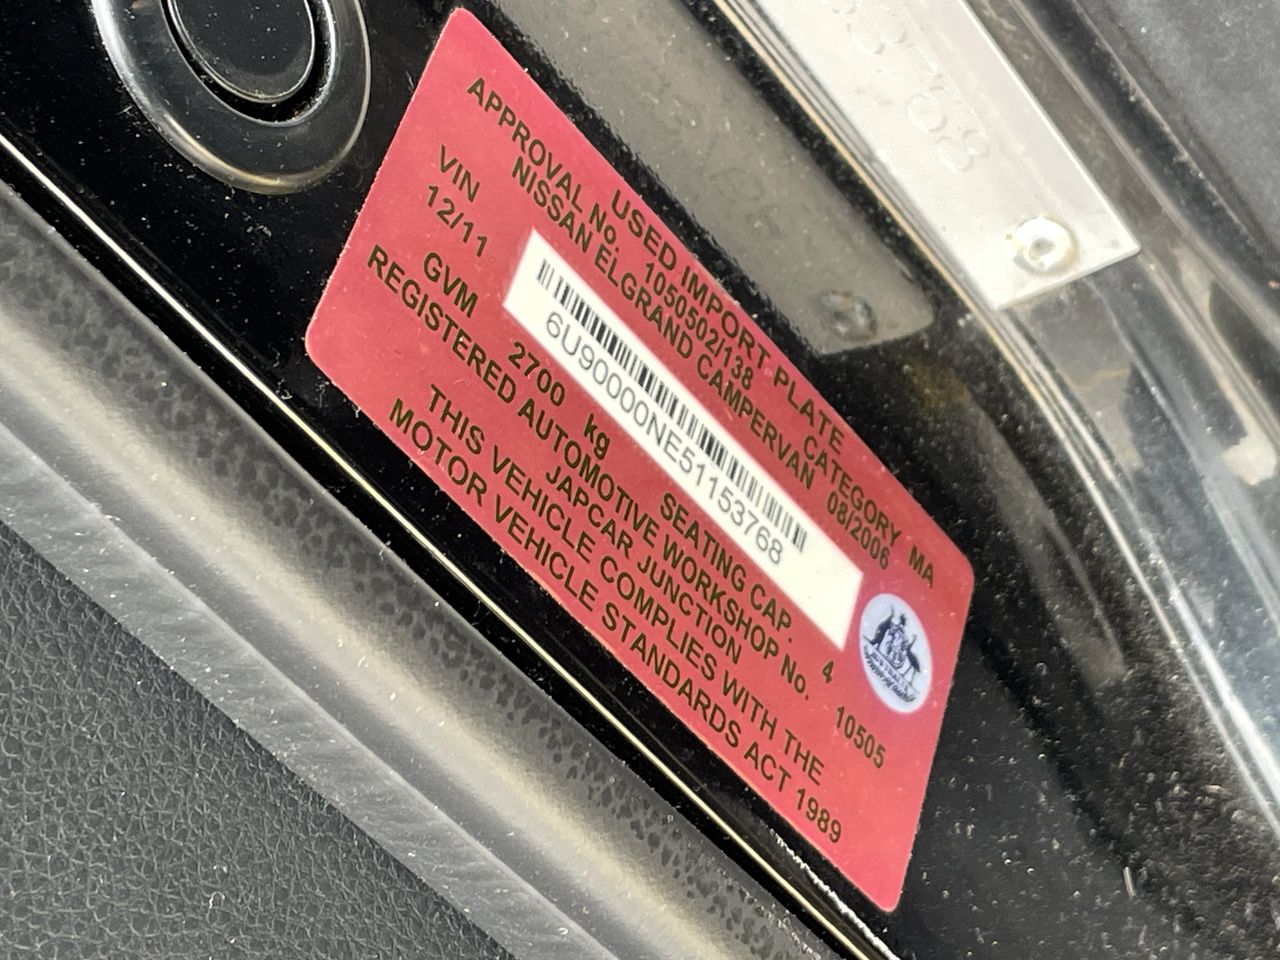 USED IMPORT PLATE
APPROVAL No. 1050502/138 CATEGORY MA
NISSAN ELGRAND CAMPERVAN 08/2006
VIN
12/11
6U90000NE51153768
GVM 2700 kg SEATING CAP. 4
REGISTERED AUTOMOTIVE WORKSHOP No. 10505
JAPCAR JUNCTION
THIS VEHICLE COMPLIES WITH THE
MOTOR VEHICLE STANDARDS ACT 1989
AUSTRALIA